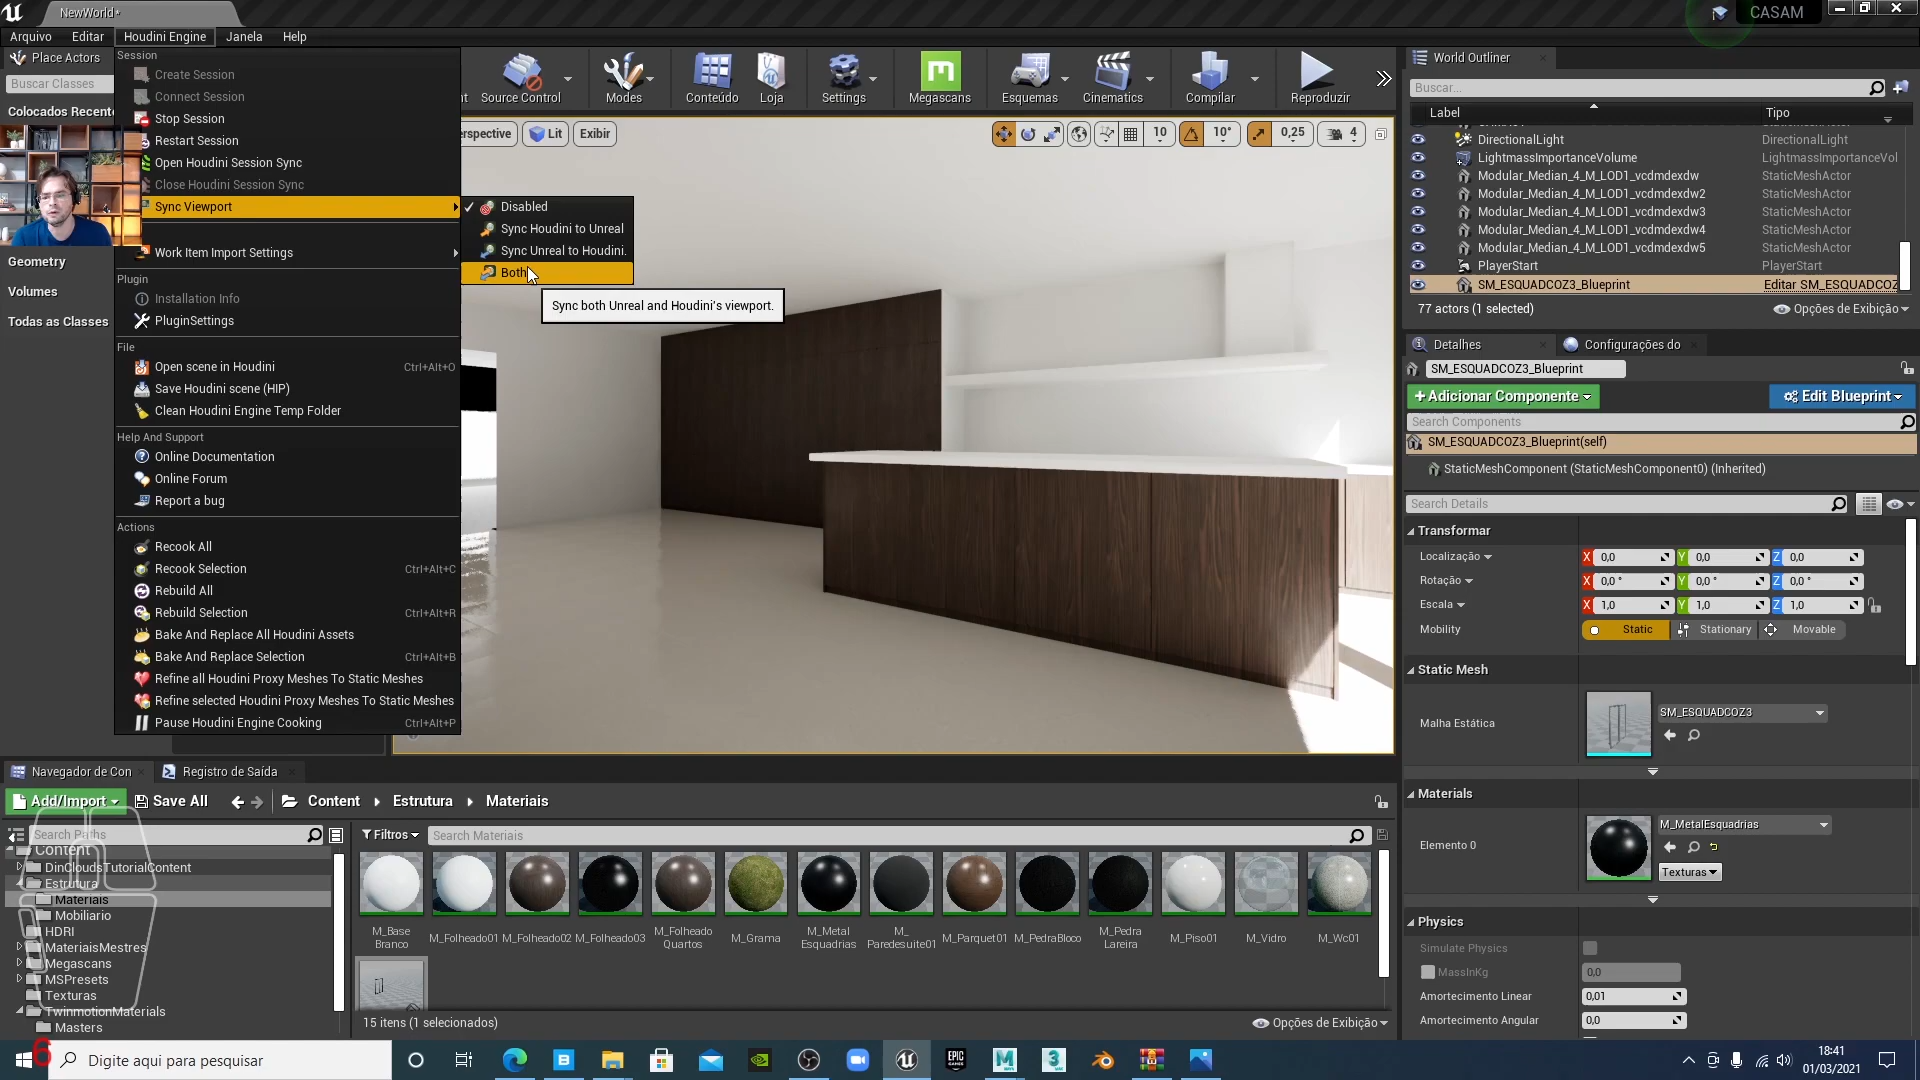 NewWorld•
CASAM
Arquivo
Editar
Houdini Engine
Janela
Help
Place Actors
Buscar Classes
Colocados Recent
Geometry
Volumes
Todas as Classes
Session
Create Session
Connect Session
Stop Session
Restart Session
Open Houdini Session Sync
Close Houdini Session Sync
Sync Viewport
Work Item Import Settings
Plugin
Installation Info
PluginSettings
File
Open scene in Houdini Ctrl+Alt+O
Save Houdini scene (HIP)
Clean Houdini Engine Temp Folder
Help And Support
Online Documentation
Online Forum
Report a bug
Actions
Recook All
Recook Selection Ctrl+Alt+C
Rebuild All
Rebuild Selection Ctrl+Alt+R
Bake And Replace All Houdini Assets
Bake And Replace Selection Ctrl+Alt+B
Refine all Houdini Proxy Meshes To Static Meshes
Refine selected Houdini Proxy Meshes To Static Meshes
Pause Houdini Engine Cooking Ctrl+Alt+P
Disabled
Sync Houdini to Unreal
Sync Unreal to Houdini.
Both
Sync both Unreal and Houdini's viewport.
Source Control
Modes
Conteúdo
Loja
Settings
Megascans
Esquemas
Cinematics
Compilar
Reproduzir
erspective
Lit
Exibir
10
10°
0,25
4
World Outliner
Buscar...
Label
Tipo
DirectionalLight DirectionalLight
LightmassImportanceVolume LightmassImportanceVol
Modular_Median_4_M_LOD1_vcdmdexdw StaticMeshActor
Modular_Median_4_M_LOD1_vcdmdexdw2 StaticMeshActor
Modular_Median_4_M_LOD1_vcdmdexdw3 StaticMeshActor
Modular_Median_4_M_LOD1_vcdmdexdw4 StaticMeshActor
Modular_Median_4_M_LOD1_vcdmdexdw5 StaticMeshActor
PlayerStart PlayerStart
SM_ESQUADCOZ3_Blueprint Editar SM_ESQUADCOZ
77 actors (1 selected)
Opções de Exibição
Detalhes
Configurações do
SM_ESQUADCOZ3_Blueprint
+ Adicionar Componente
Edit Blueprint
Search Components
SM_ESQUADCOZ3_Blueprint(self)
StaticMeshComponent (StaticMeshComponent0) (Inherited)
Search Details
Transformar
Localização X 0,0 Y 0,0 Z 0,0
Rotação X 0,0 ° Y 0,0 ° Z 0,0 °
Escala X 1,0 Y 1,0 Z 1,0
Mobility Static Stationary Movable
Static Mesh
Malha Estática
SM_ESQUADCOZ3
Materials
Elemento 0
M_MetalEsquadrias
Texturas
Physics
Simulate Physics
MassInKg 0,0
Amortecimento Linear 0,01
Amortecimento Angular 0,0
Navegador de Con
Registro de Saída
Add/Import
Save All
Content
Estrutura
Materiais
Search Paths
Filtros
Search Materiais
Content
DinCloudsTutorialContent
Estrutura
Materiais
Mobiliario
HDRI
MateriaisMestres
Megascans
MSPresets
Texturas
TwinmotionMaterials
Masters
M_Base
Branco
M_Folheado01
M_Folheado02
M_Folheado03
M_Folheado
Quartos
M_Grama
M_Metal
Esquadrias
M_
Paredesuite01
M_Parquet01
M_PedraBloco
M_Pedra
Lareira
M_Piso01
M_Vidro
M_Wc01
15 itens (1 selecionados)
Opções de Exibição
6
Digite aqui para pesquisar
EPIC
GAMES
18:41
01/03/2021